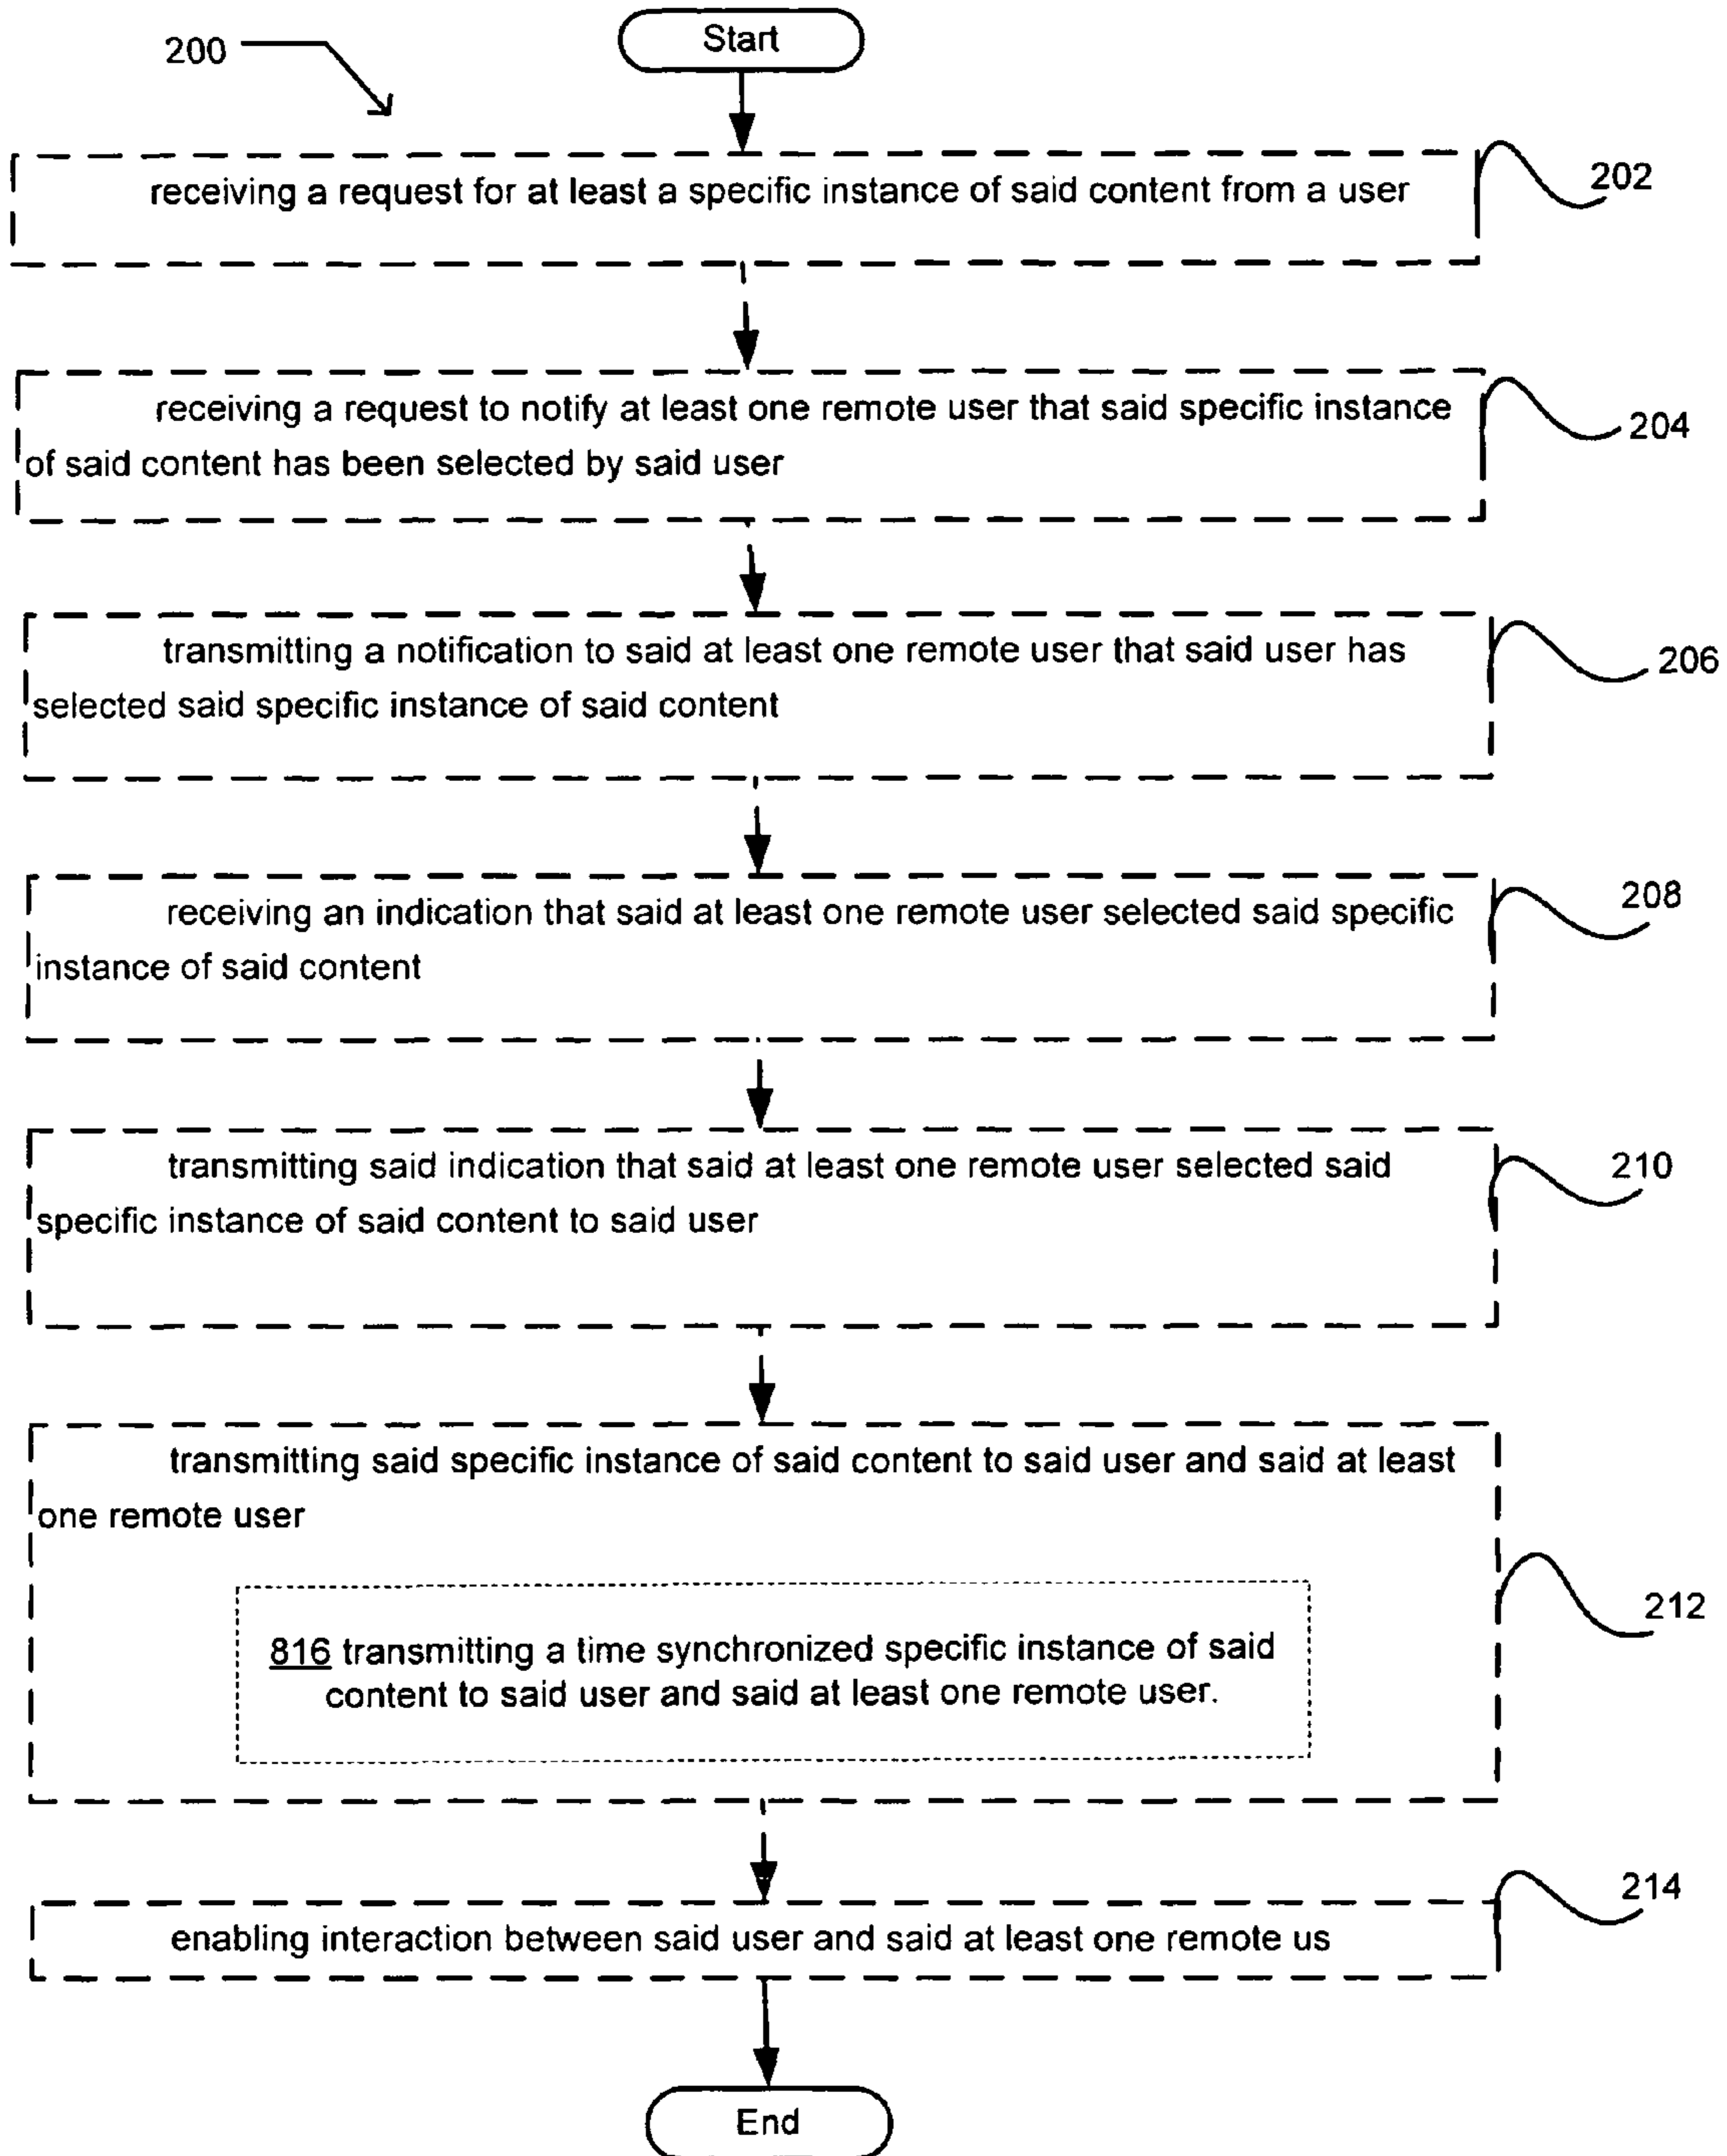 Start
200
receiving a request for at least a specific instance of said content from a user
202
receiving a request to notify at least one remote user that said specific instance
of said content has been selected by said user
204
transmitting a notification to said at least one remote user that said user has
selected said specific instance of said content
206
receiving an indication that said at least one remote user selected said specific
instance of said content
208
transmitting said indication that said at least one remote user selected said
specific instance of said content to said user
210
transmitting said specific instance of said content to said user and said at least
one remote user
816 transmitting a time synchronized specific instance of said
content to said user and said at least one remote user.
212
enabling interaction between said user and said at least one remote us
214
End